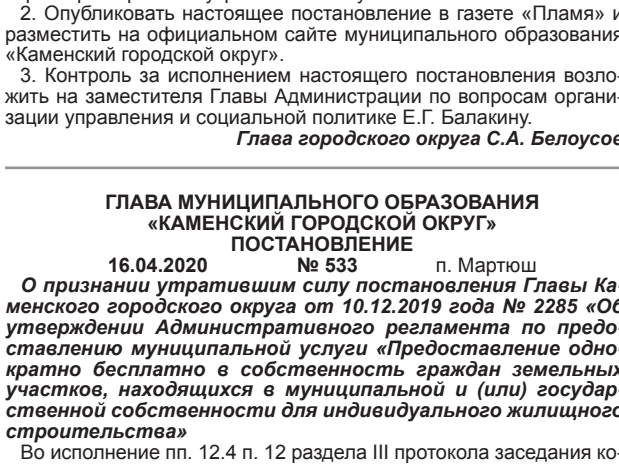 2. Опубликовать настоящее постановление в газете «Пламя» и
разместить на официальном сайте муниципального образования
«Каменский городской округ».
3. Контроль за исполнением настоящего постановления возло-
жить на заместителя Главы Администрации по вопросам органи-
зации управления и социальной политике Е.Г. Балакину.
Глава городского округа С.А. Белоусов
ГЛАВА МУНИЦИПАЛЬНОГО ОБРАЗОВАНИЯ
«КАМЕНСКИЙ ГОРОДСКОЙ ОКРУГ»
ПОСТАНОВЛЕНИЕ
16.04.2020 № 533 п. Мартюш
О признании утратившим силу постановления Главы Ка-
менского городского округа от 10.12.2019 года № 2285 «Об
утверждении Административного регламента по предо-
ставлению муниципальной услуги «Предоставление одно-
кратно бесплатно в собственность граждан земельных
участков, находящихся в муниципальной и (или) государ-
ственной собственности для индивидуального жилищного
строительства»
Во исполнение пп. 12.4 п. 12 раздела III протокола заседания ко-